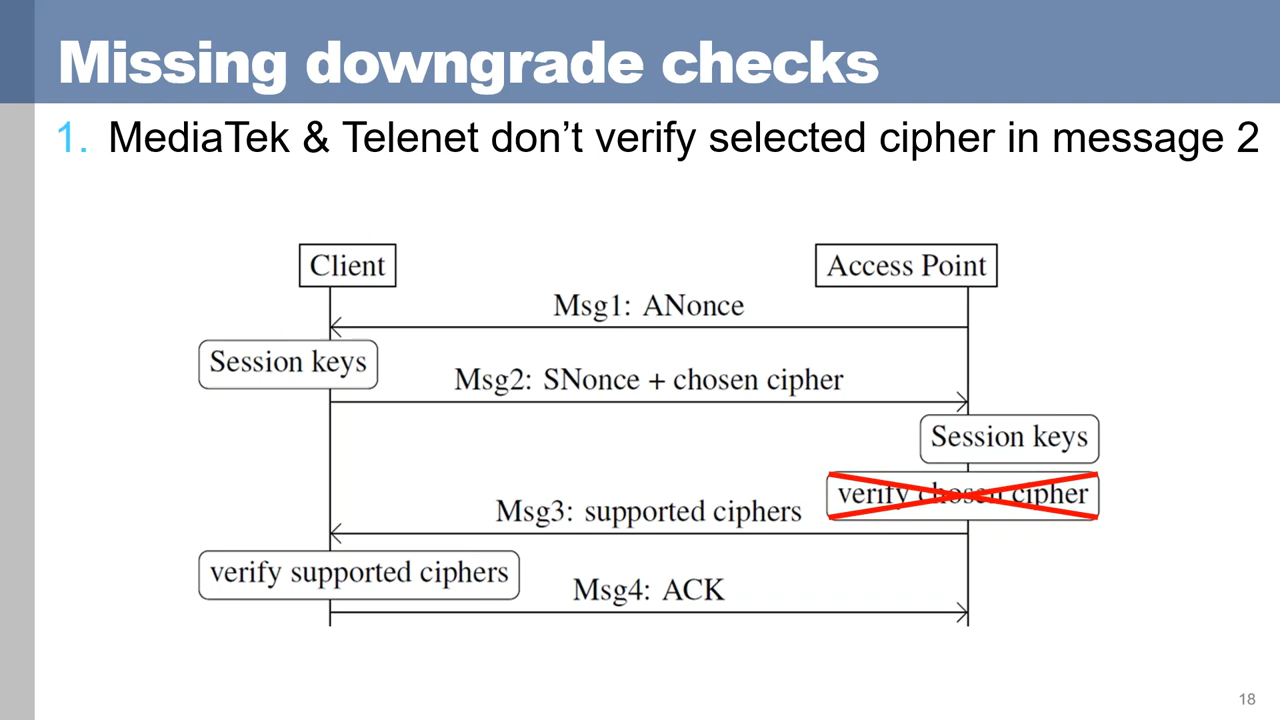 Missing downgrade checks
1. MediaTek & Telenet don’t verify selected cipher in message 2
Client
Access Point
Msg1: ANonce
Session keys
Msg2: SNonce + chosen cipher
Session keys
verify chosen cipher
Msg3: supported ciphers
verify supported ciphers
Msg4: ACK
18